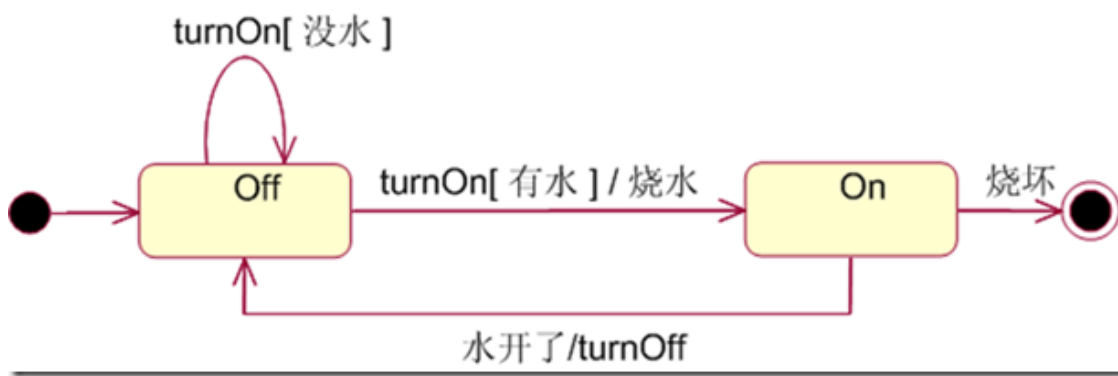 turnOn[ 没水 ]
Off
turnOn[ 有水 ] / 烧水
On
烧坏
水开了/turnOff